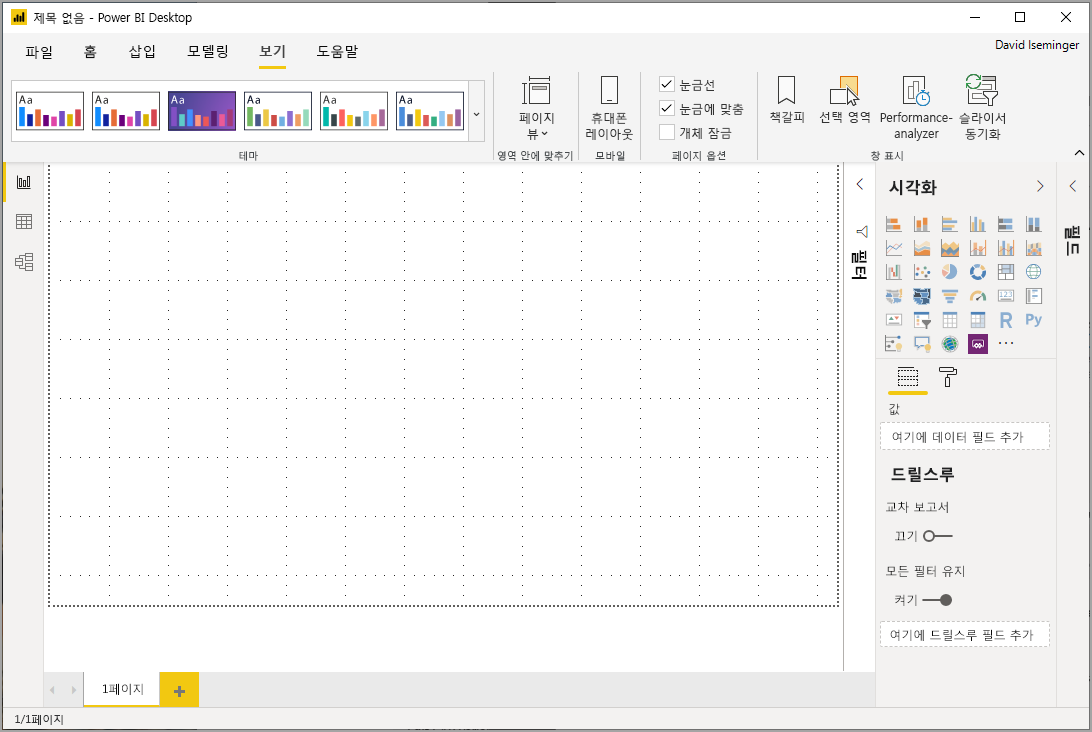 제목 없음 - Power BI Desktop
David Iseminger
파일 홈 삽입 모델링 보기 도움말
Aa Aa Aa Aa Aa Aa
테마
페이지
뷰
영역 안에 맞추기
휴대폰
레이아웃
모바일
눈금선
눈금에 맞춤
개체 잠금
페이지 옵션
책갈피
선택 영역
Performance-
analyzer
슬라이서
동기화
창 표시
필터
시각화
123
R Py
값
여기에 데이터 필드 추가
드릴스루
교차 보고서
끄기
모든 필터 유지
켜기
여기에 드릴스루 필드 추가
필드
1페이지
1/1페이지